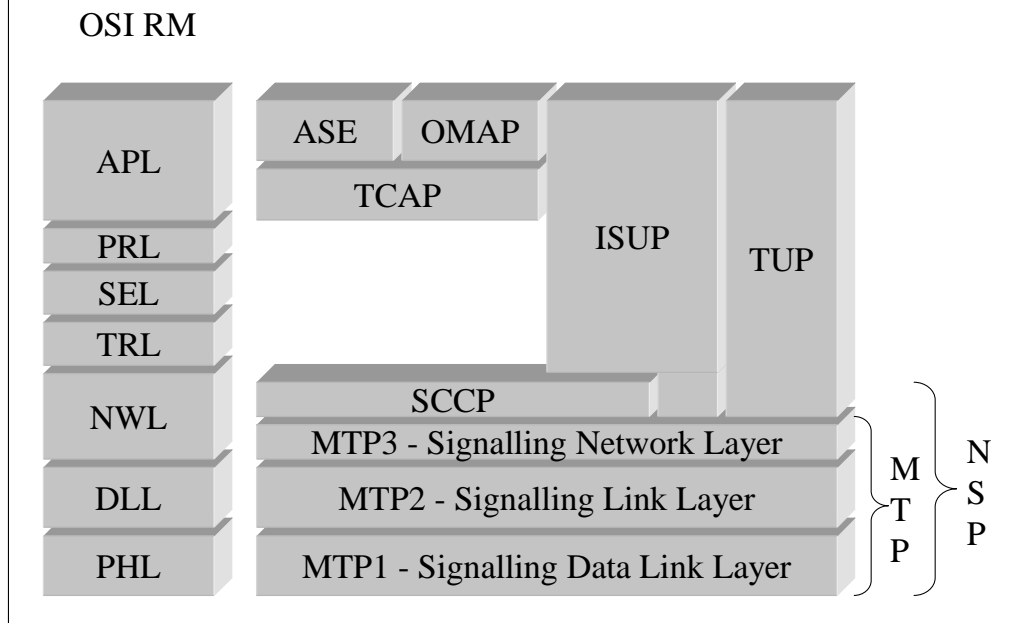 OSI RM
APL
PRL
SEL
TRL
NWL
DLL
PHL
ASE
OMAP
TCAP
ISUP
TUP
SCCP
MTP3 - Signalling Network Layer
MTP2 - Signalling Link Layer
MTP1 - Signalling Data Link Layer
M
T
P
N
S
P